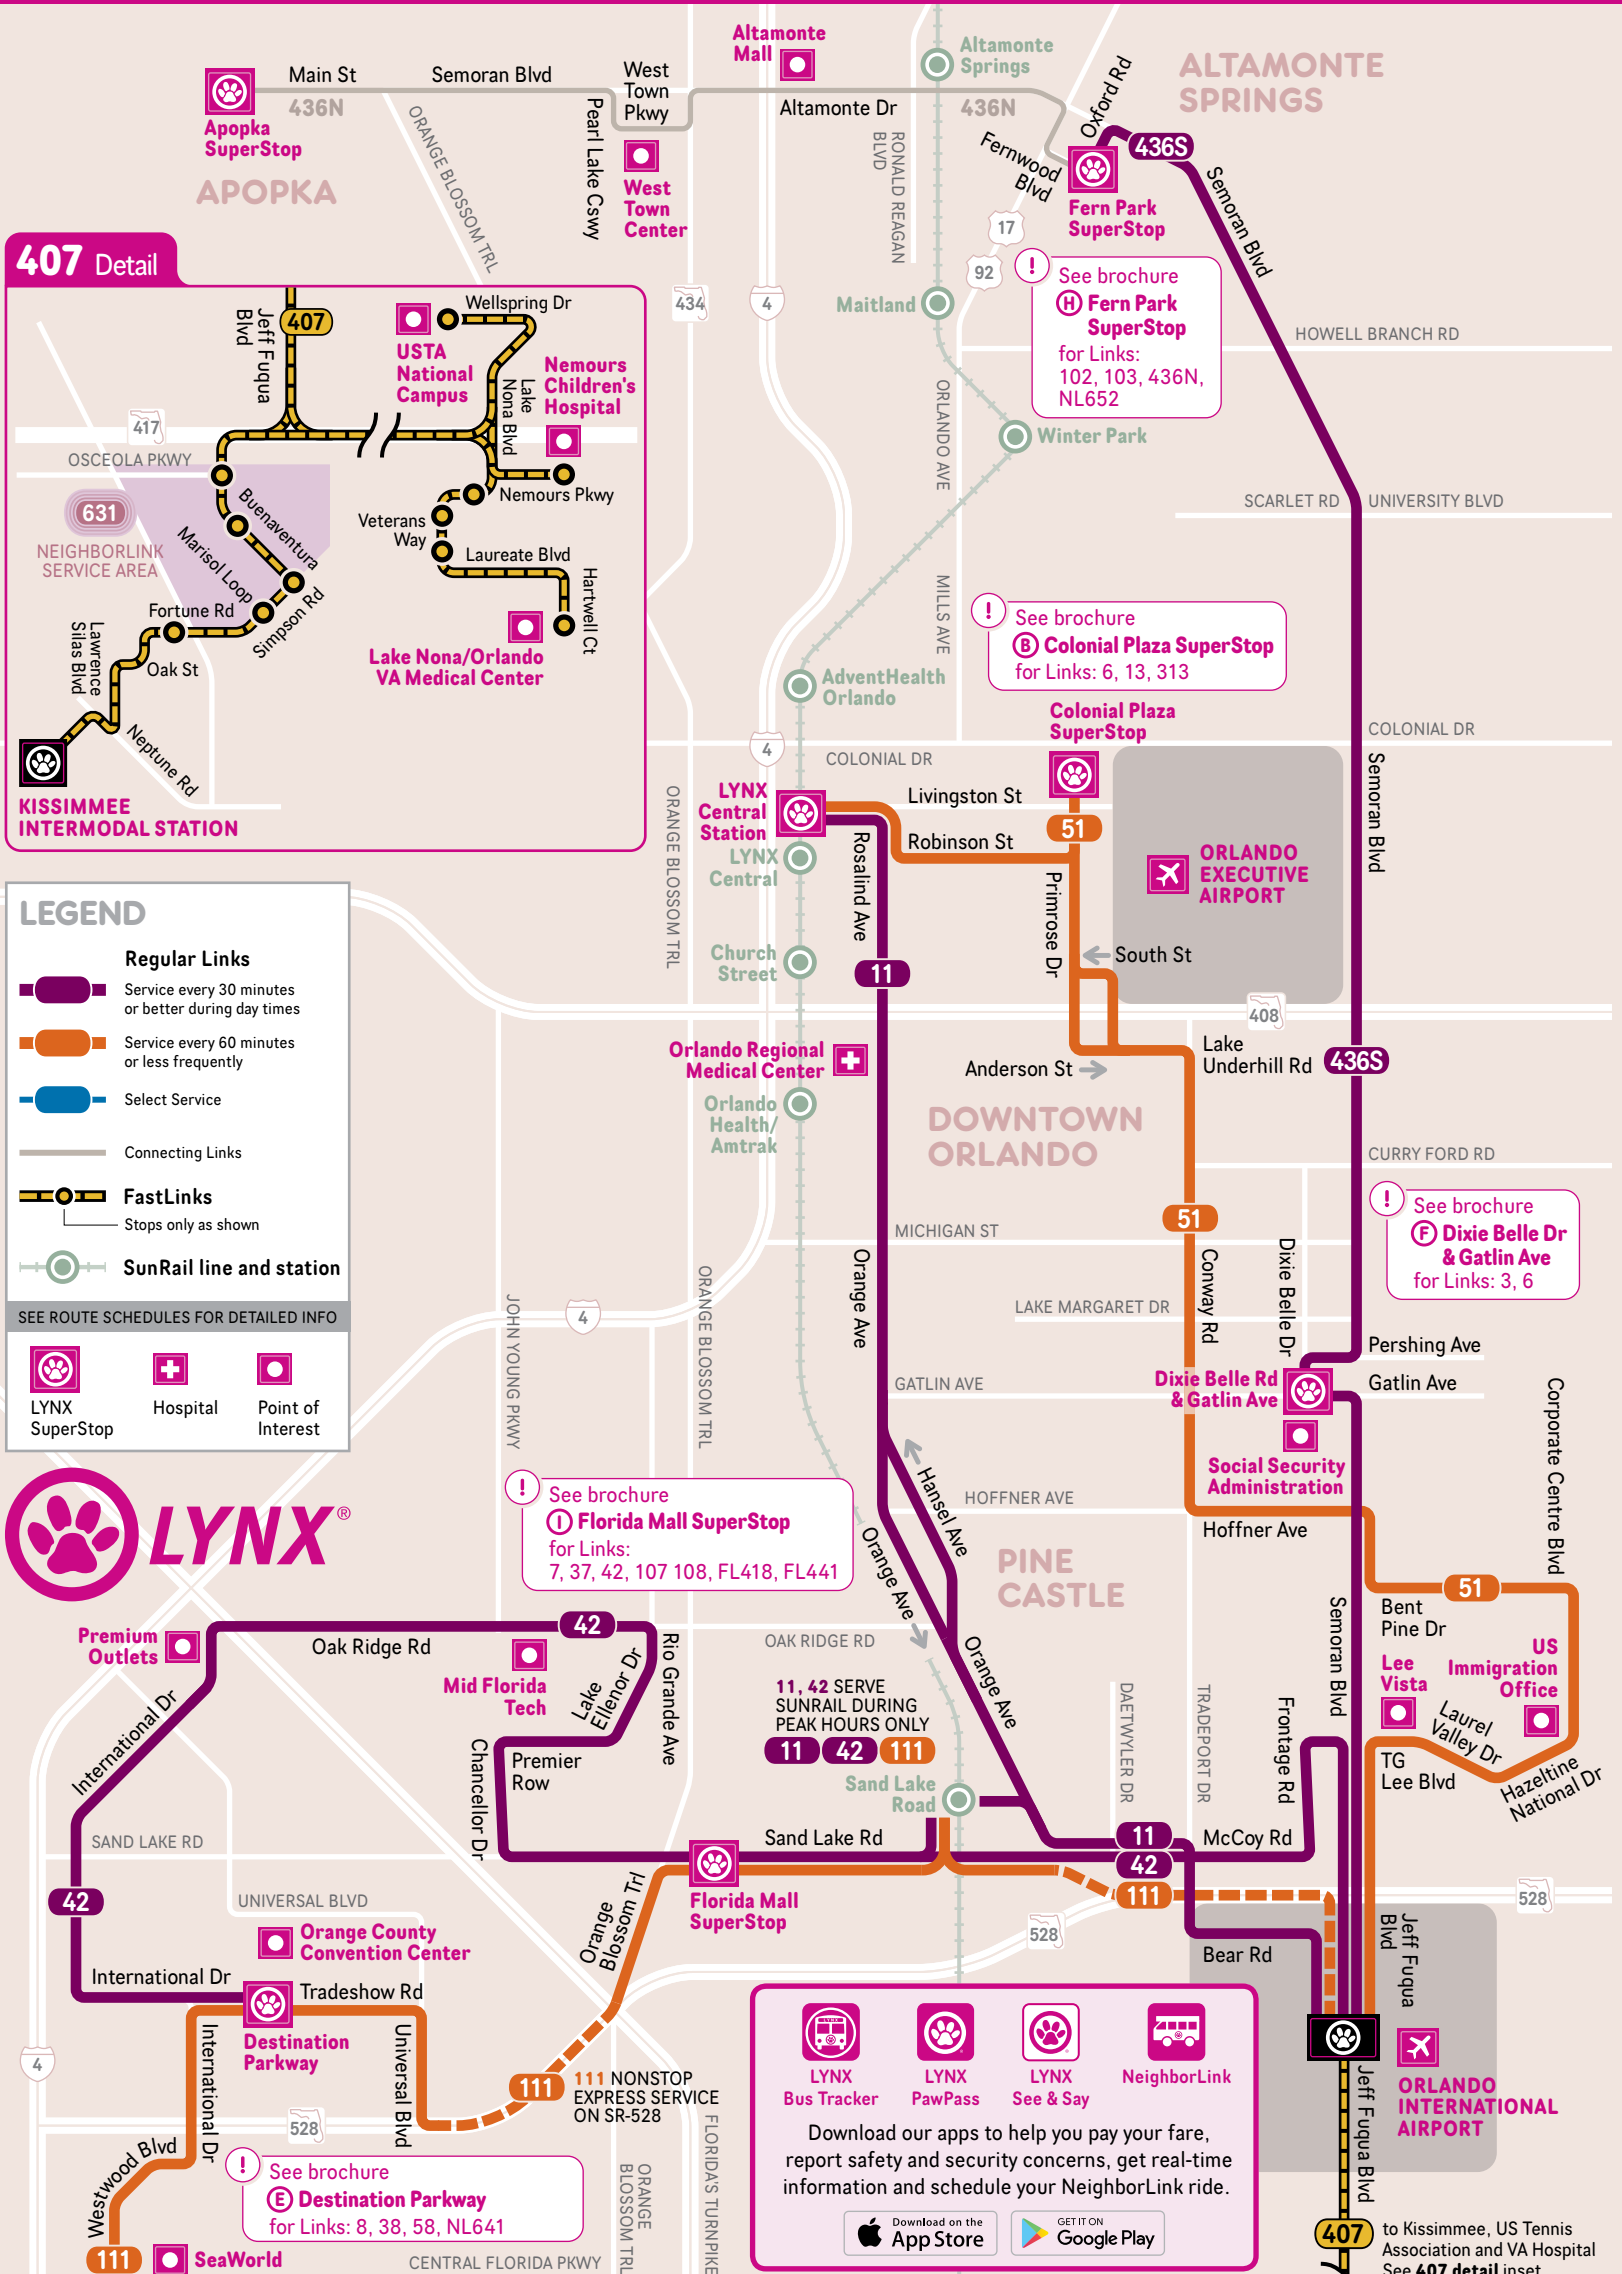 Altamonte
Mall
Altamonte
Springs
ALTAMONTE
SPRINGS
Main St
Semoran Blvd
West
Town
Pkwy
436N
Altamonte Dr
436N
Oxford Rd
Apopka
SuperStop
APOPKA
ORANGE BLOSSOM TRL
Pearl Lake Cswy
West
Town
Center
RONALD REAGAN
BLVD
Fernwood
Blvd
436S
Semoran Blvd
Fern Park
SuperStop
17
92
434
4
Maitland
!
See brochure
H Fern Park
SuperStop
for Links:
102, 103, 436N,
NL652
HOWELL BRANCH RD
ORLANDO AVE
Winter Park
SCARLET RD
UNIVERSITY BLVD
407 Detail
Jeff Fuqua
Blvd
407
Wellspring Dr
USTA
National
Campus
Nemours
Children's
Hospital
Lake
Nona Blvd
417
OSCEOLA PKWY
631
NEIGHBORLINK
SERVICE AREA
Buenaventura
Marisol Loop
Nemours Pkwy
Veterans
Way
Laureate Blvd
Hartwell Ct
Fortune Rd
Simpson Rd
Lawrence
Silas Blvd
Oak St
Neptune Rd
Lake Nona/Orlando
VA Medical Center
KISSIMMEE
INTERMODAL STATION
MILLS AVE
!
See brochure
B Colonial Plaza SuperStop
for Links: 6, 13, 313
AdventHealth
Orlando
Colonial Plaza
SuperStop
4
COLONIAL DR
COLONIAL DR
Semoran Blvd
ORANGE BLOSSOM TRL
LYNX
Central
Station
Livingston St
51
Robinson St
LYNX
Central
Rosalind Ave
Primrose Dr
ORLANDO
EXECUTIVE
AIRPORT
Church
Street
11
South St
408
Orlando Regional
Medical Center
Anderson St
Lake
Underhill Rd
436S
Orlando
Health/
Amtrak
DOWNTOWN
ORLANDO
CURRY FORD RD
LEGEND
Regular Links
Service every 30 minutes
or better during day times
Service every 60 minutes
or less frequently
Select Service
Connecting Links
FastLinks
Stops only as shown
SunRail line and station
SEE ROUTE SCHEDULES FOR DETAILED INFO
LYNX
SuperStop
Hospital
Point of
Interest
LYNX®
51
!
See brochure
F Dixie Belle Dr
& Gatlin Ave
for Links: 3, 6
MICHIGAN ST
Orange Ave
Conway Rd
Dixie Belle Dr
LAKE MARGARET DR
4
JOHN YOUNG PKWY
ORANGE BLOSSOM TRL
Pershing Ave
GATLIN AVE
Dixie Belle Rd
& Gatlin Ave
Gatlin Ave
Corporate Centre Blvd
Social Security
Administration
Hansel Ave
HOFFNER AVE
Hoffner Ave
!
See brochure
I Florida Mall SuperStop
for Links:
7, 37, 42, 107 108, FL418, FL441
Orange Ave
PINE
CASTLE
51
Bent
Pine Dr
Semoran Blvd
Premium
Outlets
42
Oak Ridge Rd
Mid Florida
Tech
Lake
Ellenor Dr
Rio Grande Ave
OAK RIDGE RD
Orange Ave
US
Immigration
Office
Lee
Vista
11, 42 SERVE
SUNRAIL DURING
PEAK HOURS ONLY
11
42
111
DAETWYLER DR
TRADEPORT DR
Frontage Rd
Laurel
Valley Dr
International Dr
Chancellor Dr
Premier
Row
TG
Lee Blvd
Hazeltine
National Dr
Sand Lake
Road
SAND LAKE RD
Sand Lake Rd
11
McCoy Rd
42
42
111
528
UNIVERSAL BLVD
Orange
Blossom Trl
Florida Mall
SuperStop
Orange County
Convention Center
528
Bear Rd
Jeff Fuqua
Blvd
International Dr
Tradeshow Rd
Destination
Parkway
International Dr
Universal Blvd
4
111
111 NONSTOP
EXPRESS SERVICE
ON SR-528
528
Westwood Blvd
!
See brochure
E Destination Parkway
for Links: 8, 38, 58, NL641
111
SeaWorld
CENTRAL FLORIDA PKWY
ORANGE
BLOSSOM TRL
FLORIDA'S TURNPIKE
LYNX
LYNX
Bus Tracker
LYNX
PawPass
LYNX
See & Say
NeighborLink
Download our apps to help you pay your fare,
report safety and security concerns, get real-time
information and schedule your NeighborLink ride.
Download on the
App Store
GET IT ON
Google Play
ORLANDO
INTERNATIONAL
AIRPORT
Jeff Fuqua Blvd
407
to Kissimmee, US Tennis
Association and VA Hospital
See 407 detail inset